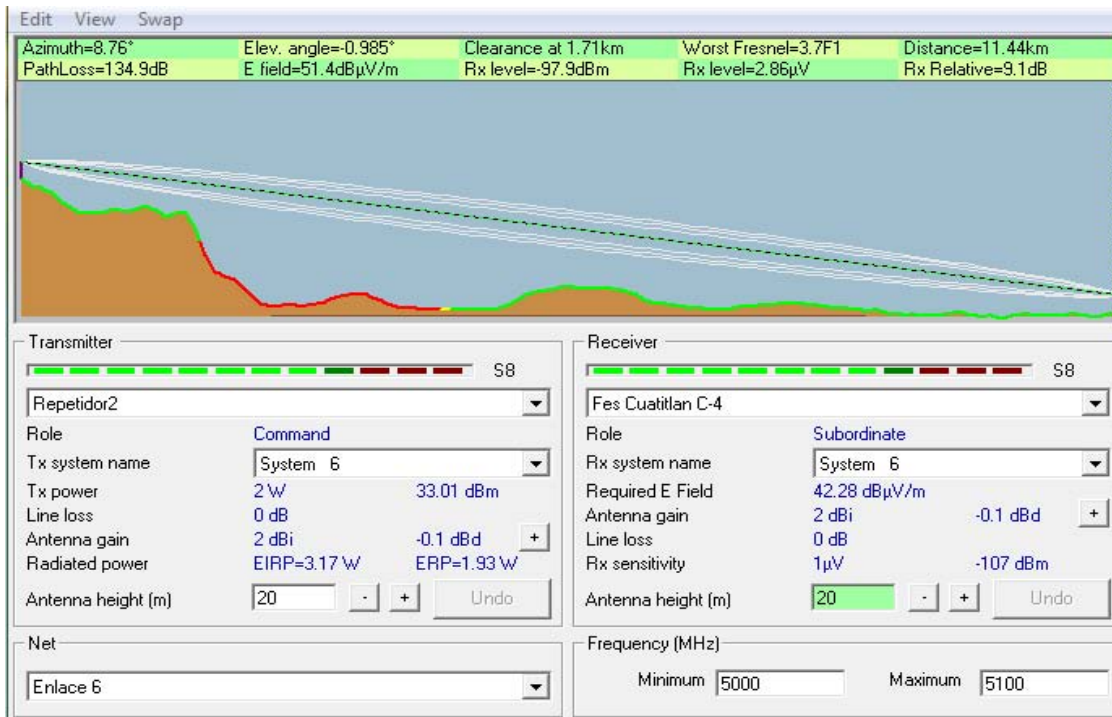 Edit View Swap
Azimuth=8.76° Elev. angle=-0.985° Clearance at 1.71km Worst Fresnel=3.7F1 Distance=11.44km
PathLoss=134.9dB E field=51.4dBµV/m Rx level=-97.9dBm Rx level=2.86µV Rx Relative=9.1dB
Transmitter
S8
Repetidor2
Role Command
Tx system name System 6
Tx power 2 W 33.01 dBm
Line loss 0 dB
Antenna gain 2 dBi -0.1 dBd +
Radiated power EIRP=3.17 W ERP=1.93 W
Antenna height (m) 20 - + Undo
Net
Enlace 6
Receiver
S8
Fes Cuatitlan C-4
Role Subordinate
Rx system name System 6
Required E Field 42.28 dBµV/m
Antenna gain 2 dBi -0.1 dBd +
Line loss 0 dB
Rx sensitivity 1µV -107 dBm
Antenna height (m) 20 - + Undo
Frequency (MHz)
Minimum 5000 Maximum 5100